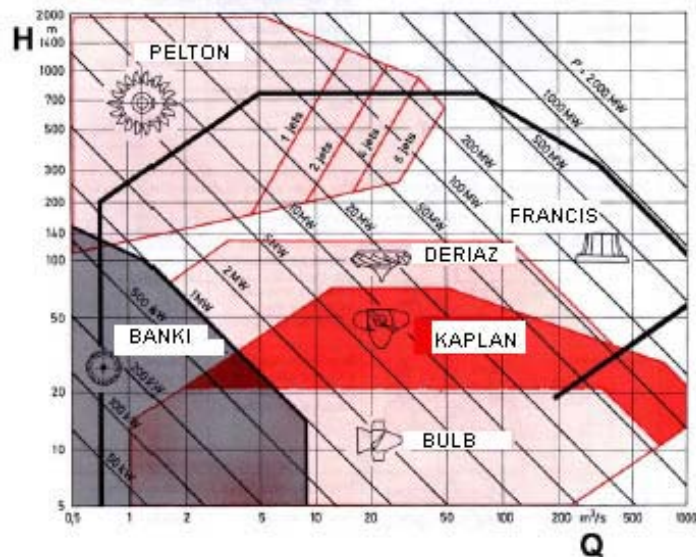 H
m
2000
1400
1000
700
500
300
200
140
100
50
20
10
5
PELTON
1 jets
2 jets
6 jets
P = 2000 MW
1000 MW
500 MW
200 MW
100 MW
50 MW
20 MW
10 MW
5 MW
2 MW
1 MW
500 kW
200 kW
100 kW
50 kW
FRANCIS
DERIAZ
BANKI
KAPLAN
BULB
0,5 1 2 5 10 20 50 100 200 m³/s 500 1000
Q